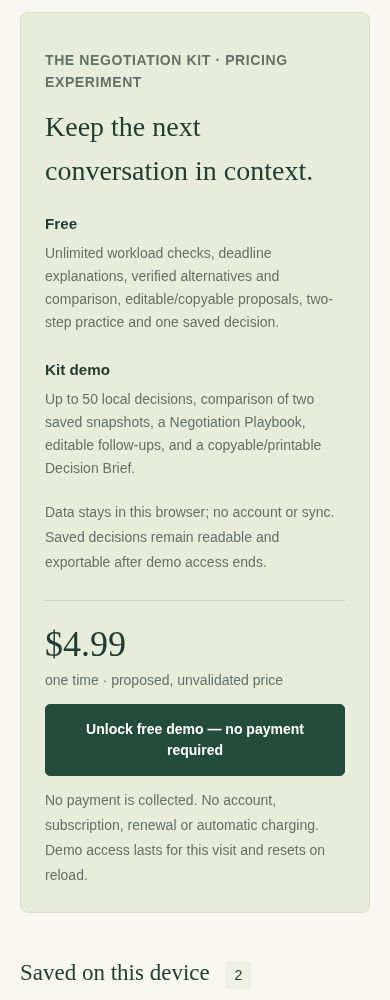 THE NEGOTIATION KIT · PRICING
EXPERIMENT
Keep the next
conversation in context.
Free
Unlimited workload checks, deadline
explanations, verified alternatives and
comparison, editable/copyable proposals, two-
step practice and one saved decision.
Kit demo
Up to 50 local decisions, comparison of two
saved snapshots, a Negotiation Playbook,
editable follow-ups, and a copyable/printable
Decision Brief.
Data stays in this browser; no account or sync.
Saved decisions remain readable and
exportable after demo access ends.
$4.99
one time · proposed, unvalidated price
Unlock free demo — no payment
required
No payment is collected. No account,
subscription, renewal or automatic charging.
Demo access lasts for this visit and resets on
reload.
Saved on this device 2